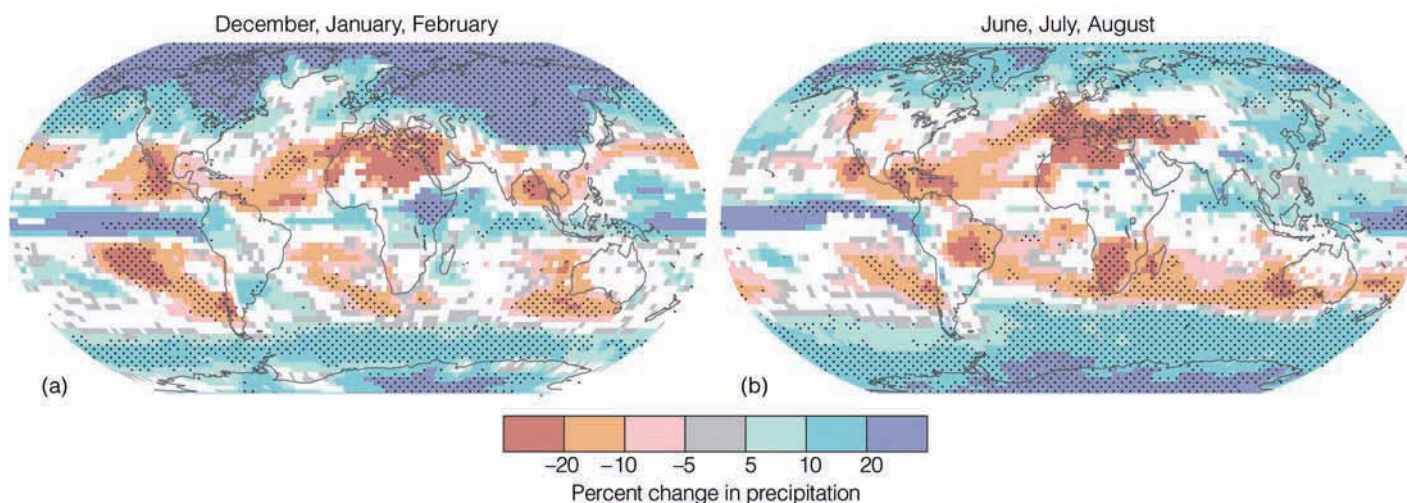 December, January, February
June, July, August
(a)
(b)
−20 −10 −5 5 10 20
Percent change in precipitation